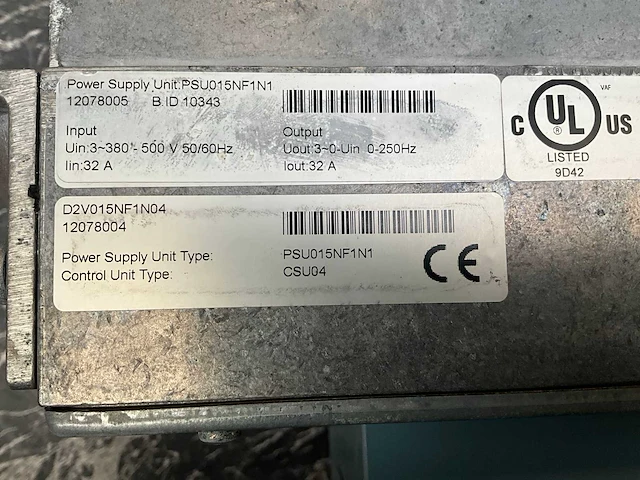 Power Supply Unit:PSU015NF1N1
12078005 B ID 10343
Input
Uin:3~380 - 500 V 50/60Hz
Iin:32 A
Output
Uout:3~0-Uin 0-250Hz
Iout:32 A
C UL US
VAF
®
LISTED
9D42
D2V015NF1N04
12078004
Power Supply Unit Type: PSU015NF1N1
Control Unit Type: CSU04
CE